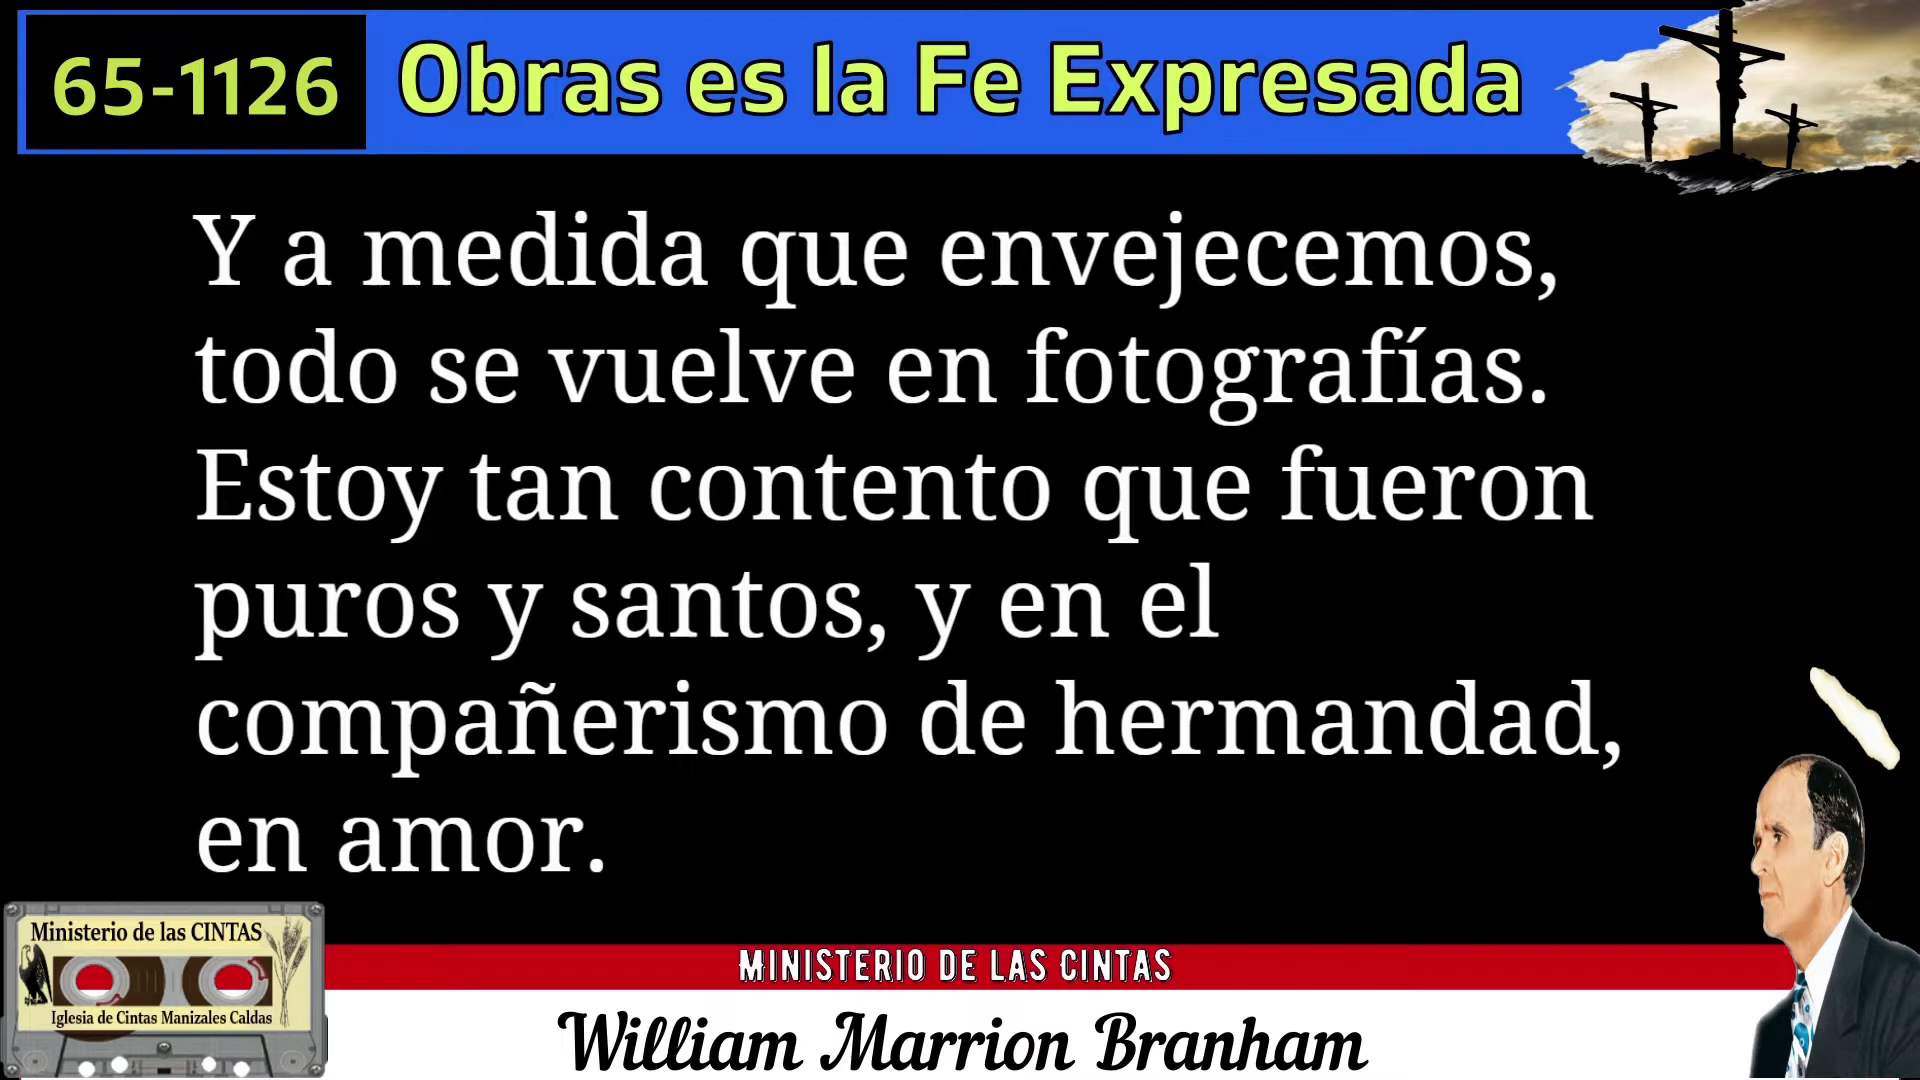 65-1126
Obras es la Fe Expresada
Y a medida que envejecemos,
todo se vuelve en fotografías.
Estoy tan contento que fueron
puros y santos, y en el
compañerismo de hermandad,
en amor.
Ministerio de las CINTAS
Iglesia de Cintas Manizales Caldas
MINISTERIO DE LAS CINTAS
William Marrion Branham